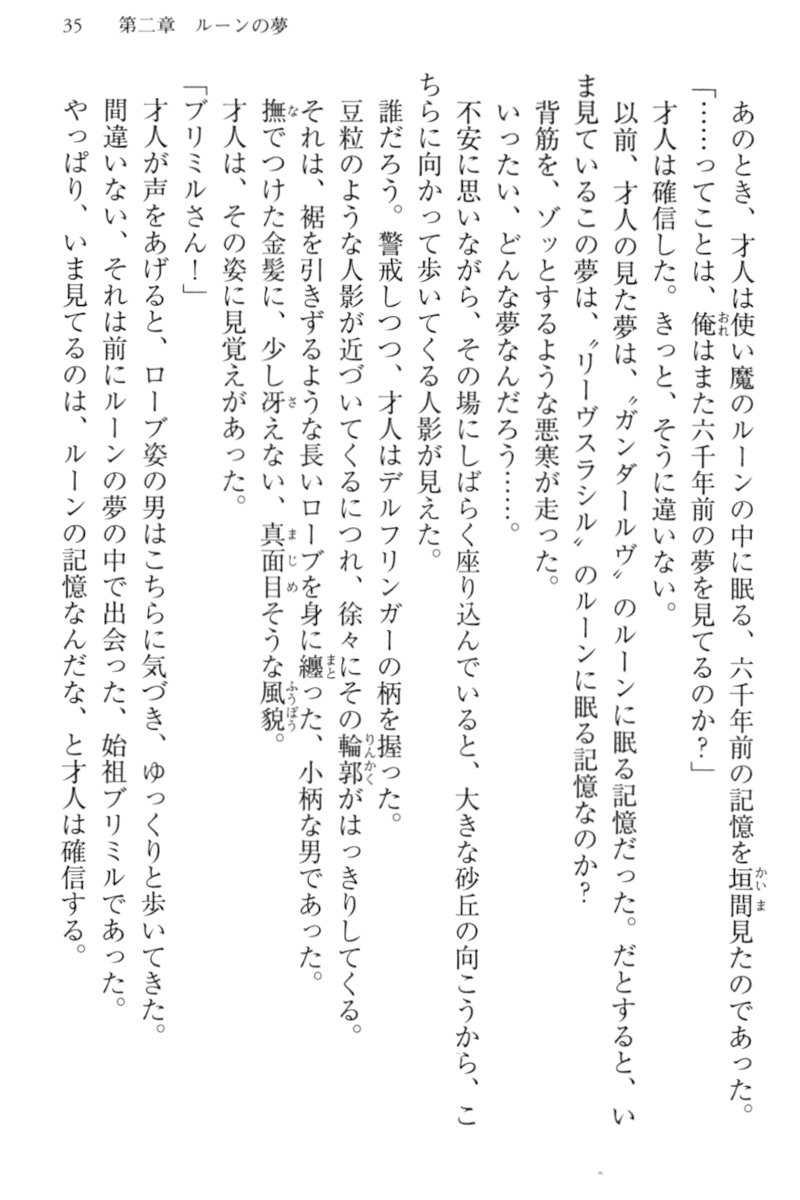 35 第二章 ルーンの夢
あのとき、才人は使い魔のルーンの中に眠る、六千年前の記憶を垣間見たのであった。
「……ってことは、俺はまた六千年前の夢を見てるのか？」
才人は確信した。きっと、そうに違いない。
以前、才人の見た夢は、〝ガンダールヴ〟のルーンに眠る記憶だった。だとすると、い
ま見ているこの夢は、〝リーヴスラシル〟のルーンに眠る記憶なのか？
背筋を、ゾッとするような悪寒が走った。
いったい、どんな夢なんだろう……。
不安に思いながら、その場にしばらく座り込んでいると、大きな砂丘の向こうから、こ
ちらに向かって歩いてくる人影が見えた。
誰だろう。警戒しつつ、才人はデルフリンガーの柄を握った。
豆粒のような人影が近づいてくるにつれ、徐々にその輪郭がはっきりしてくる。
それは、裾を引きずるような長いローブを身に纏った、小柄な男であった。
撫でつけた金髪に、少し冴えない、真面目そうな風貌。
才人は、その姿に見覚えがあった。
「ブリミルさん！」
才人が声をあげると、ローブ姿の男はこちらに気づき、ゆっくりと歩いてきた。
間違いない、それは前にルーンの夢の中で出会った、始祖ブリミルであった。
やっぱり、いま見てるのは、ルーンの記憶なんだな、と才人は確信する。